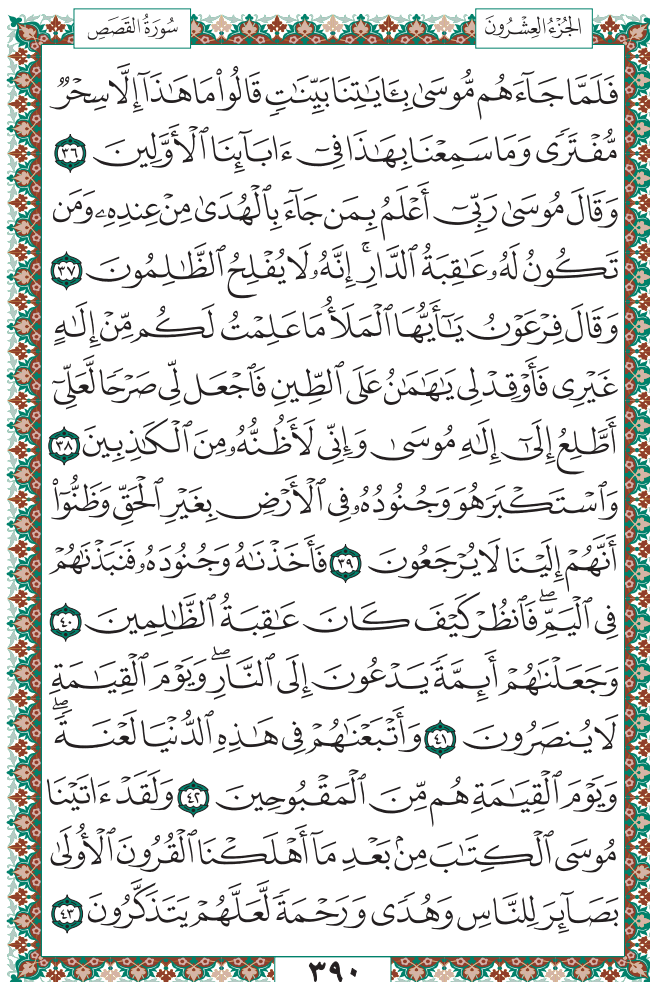 الجُزْءُ العِشْرُونَ سُورَةُ القَصَصِ
فَلَمَّا جَآءَهُم مُّوسَىٰ بِـَٔايَـٰتِنَا بَيِّنَـٰتٍۢ قَالُوا۟ مَا هَـٰذَآ إِلَّا سِحْرٌۭ
مُّفْتَرًۭى وَمَا سَمِعْنَا بِهَـٰذَا فِىٓ ءَابَآئِنَا ٱلْأَوَّلِينَ ٣٦
وَقَالَ مُوسَىٰ رَبِّىٓ أَعْلَمُ بِمَن جَآءَ بِٱلْهُدَىٰ مِنْ عِندِهِۦ وَمَن
تَكُونُ لَهُۥ عَـٰقِبَةُ ٱلدَّارِ ۚ إِنَّهُۥ لَا يُفْلِحُ ٱلظَّـٰلِمُونَ ٣٧
وَقَالَ فِرْعَوْنُ يَـٰٓأَيُّهَا ٱلْمَلَأُ مَا عَلِمْتُ لَكُم مِّنْ إِلَـٰهٍ
غَيْرِى فَأَوْقِدْ لِى يَـٰهَـٰمَـٰنُ عَلَى ٱلطِّينِ فَٱجْعَل لِّى صَرْحًۭا لَّعَلِّىٓ
أَطَّلِعُ إِلَىٰٓ إِلَـٰهِ مُوسَىٰ وَإِنِّى لَأَظُنُّهُۥ مِنَ ٱلْكَـٰذِبِينَ ٣٨
وَٱسْتَكْبَرَ هُوَ وَجُنُودُهُۥ فِى ٱلْأَرْضِ بِغَيْرِ ٱلْحَقِّ وَظَنُّوٓا۟
أَنَّهُمْ إِلَيْنَا لَا يُرْجَعُونَ ٣٩ فَأَخَذْنَـٰهُ وَجُنُودَهُۥ فَنَبَذْنَـٰهُمْ
فِى ٱلْيَمِّ ۖ فَٱنظُرْ كَيْفَ كَانَ عَـٰقِبَةُ ٱلظَّـٰلِمِينَ ٤٠
وَجَعَلْنَـٰهُمْ أَئِمَّةًۭ يَدْعُونَ إِلَى ٱلنَّارِ ۖ وَيَوْمَ ٱلْقِيَـٰمَةِ
لَا يُنصَرُونَ ٤١ وَأَتْبَعْنَـٰهُمْ فِى هَـٰذِهِ ٱلدُّنْيَا لَعْنَةًۭ ۖ
وَيَوْمَ ٱلْقِيَـٰمَةِ هُم مِّنَ ٱلْمَقْبُوحِينَ ٤٢ وَلَقَدْ ءَاتَيْنَا
مُوسَى ٱلْكِتَـٰبَ مِنۢ بَعْدِ مَآ أَهْلَكْنَا ٱلْقُرُونَ ٱلْأُولَىٰ
بَصَآئِرَ لِلنَّاسِ وَهُدًۭى وَرَحْمَةًۭ لَّعَلَّهُمْ يَتَذَكَّرُونَ ٤٣
٣٩٠